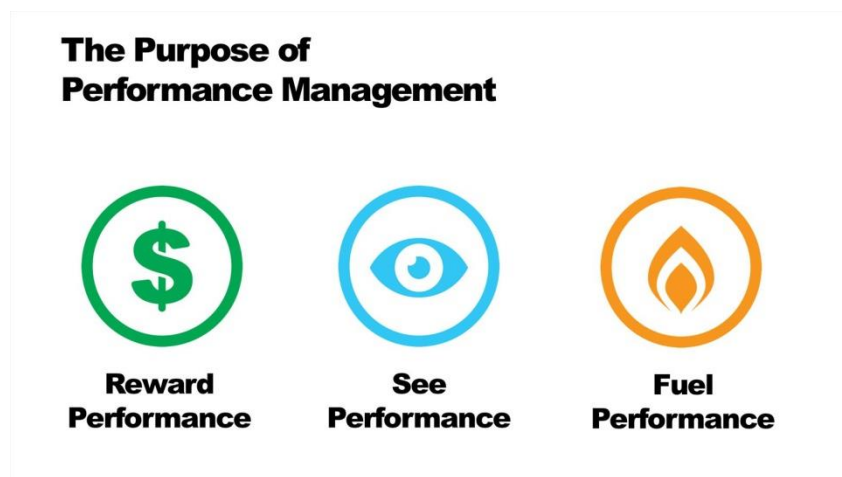 The Purpose of
Performance Management
$
Reward
Performance
See
Performance
Fuel
Performance